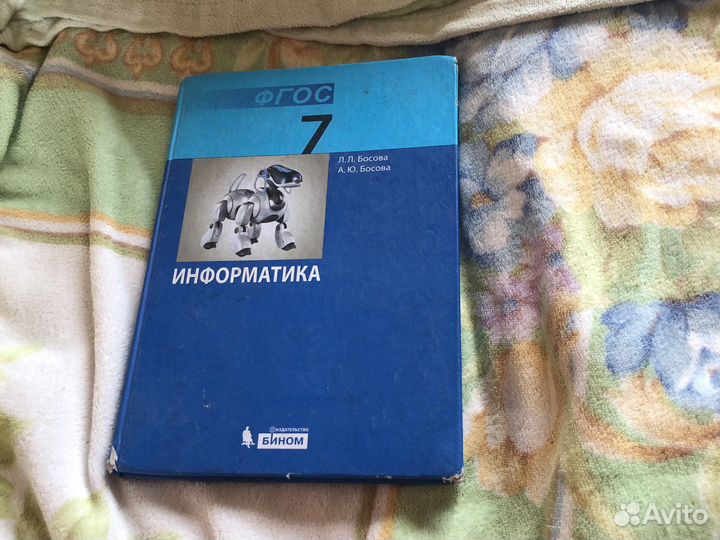 ФГОС
7
Л.Л. Босова
А.Ю. Босова
ИНФОРМАТИКА
ИЗДАТЕЛЬСТВО
БИНОМ
Avito